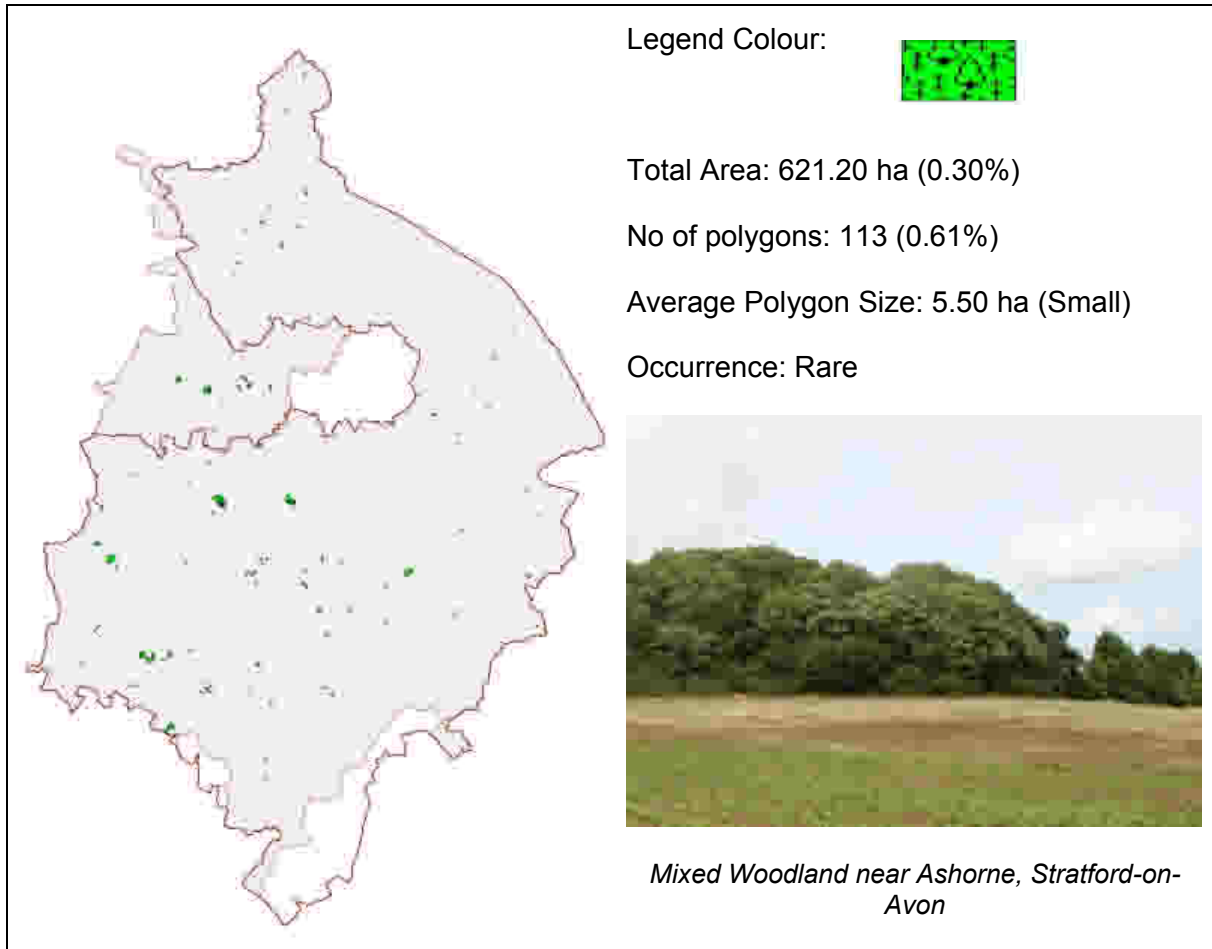 Legend Colour:
Total Area: 621.20 ha (0.30%)
No of polygons: 113 (0.61%)
Average Polygon Size: 5.50 ha (Small)
Occurrence: Rare
Mixed Woodland near Ashorne, Stratford-on-
Avon